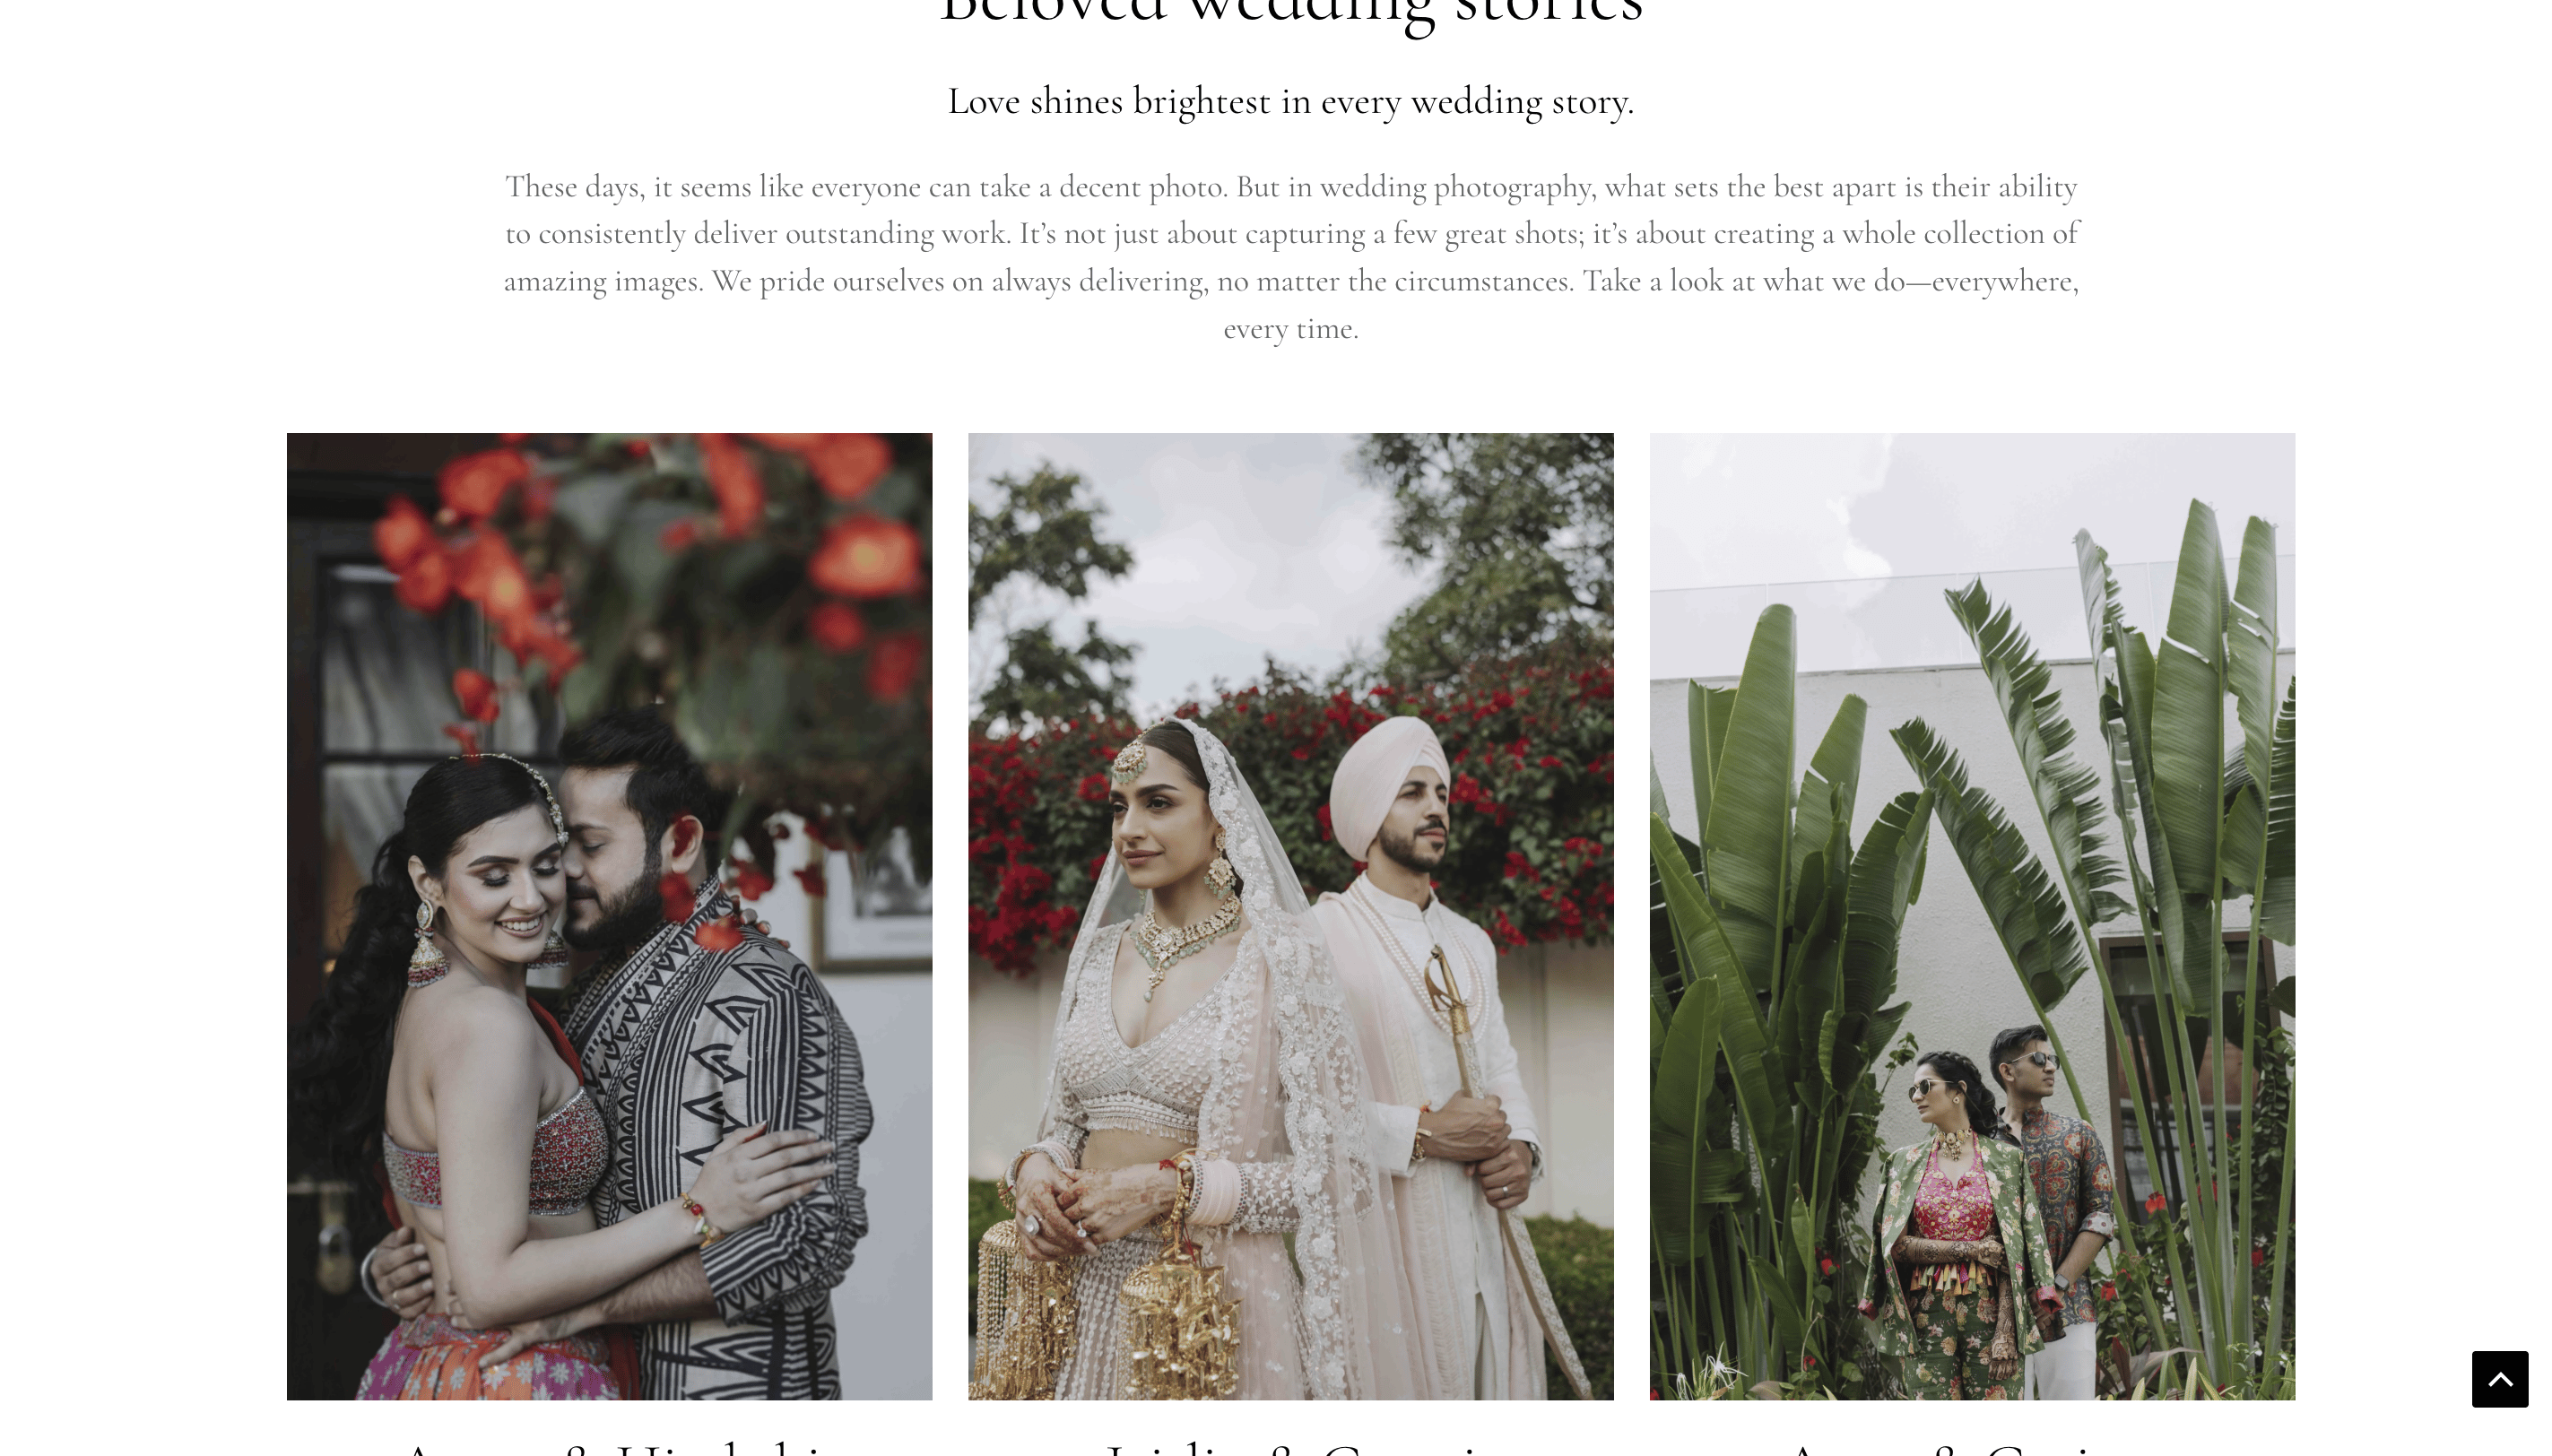 Beloved wedding stories
Love shines brightest in every wedding story.
These days, it seems like everyone can take a decent photo. But in wedding photography, what sets the best apart is their ability
to consistently deliver outstanding work. It’s not just about capturing a few great shots; it’s about creating a whole collection of
amazing images. We pride ourselves on always delivering, no matter the circumstances. Take a look at what we do—everywhere,
every time.